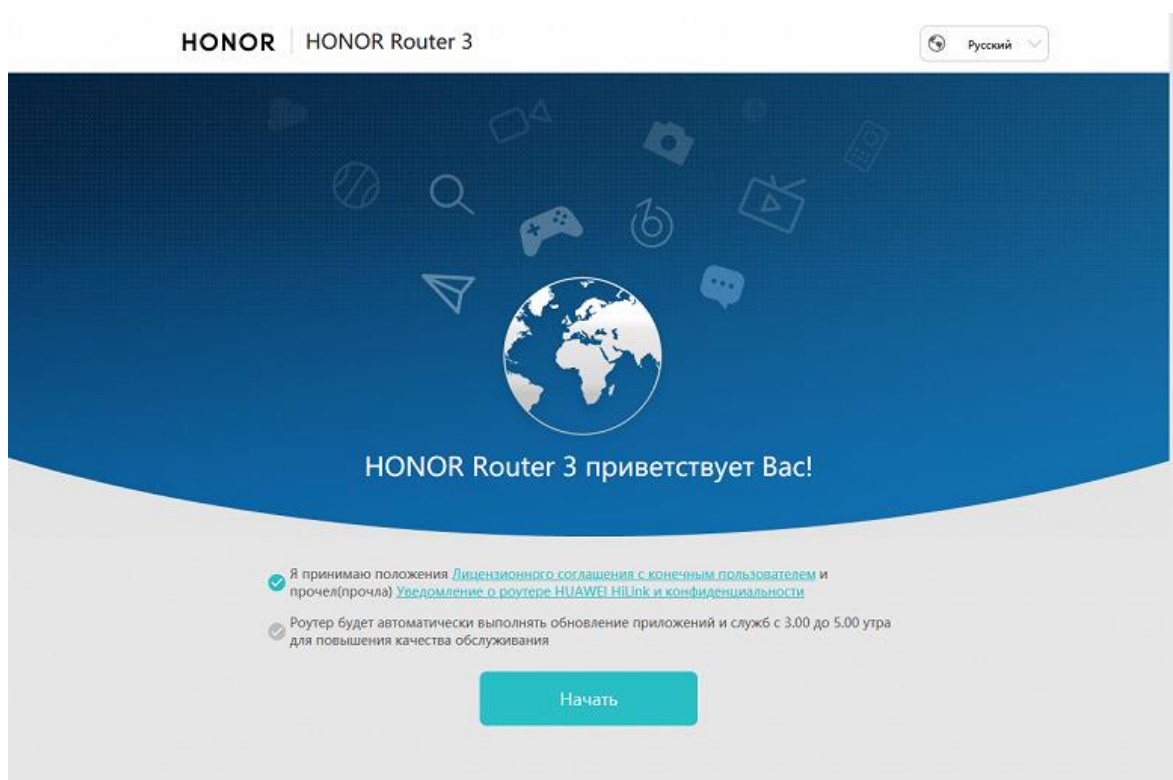 HONOR HONOR Router 3
Русский
HONOR Router 3 приветствует Вас!
Я принимаю положения Лицензионного соглашения с конечным пользователем и
прочел(прочла) Уведомление о роутере HUAWEI HiLink и конфиденциальности
Роутер будет автоматически выполнять обновление приложений и служб с 3.00 до 5.00 утра
для повышения качества обслуживания
Начать